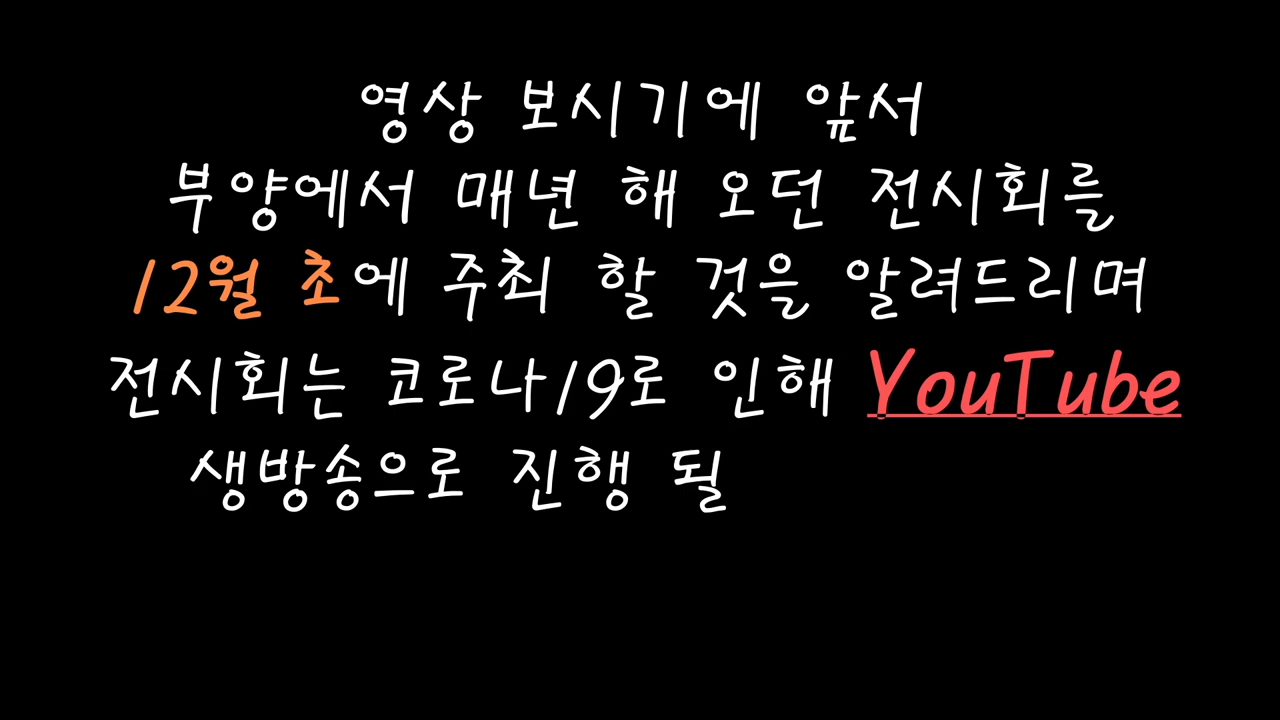 영상 보시기에 앞서
부양에서 매년 해 오던 전시회를
12월 초에 주최 할 것을 알려드리며
전시회는 코로나19로 인해 YouTube
생방송으로 진행 될